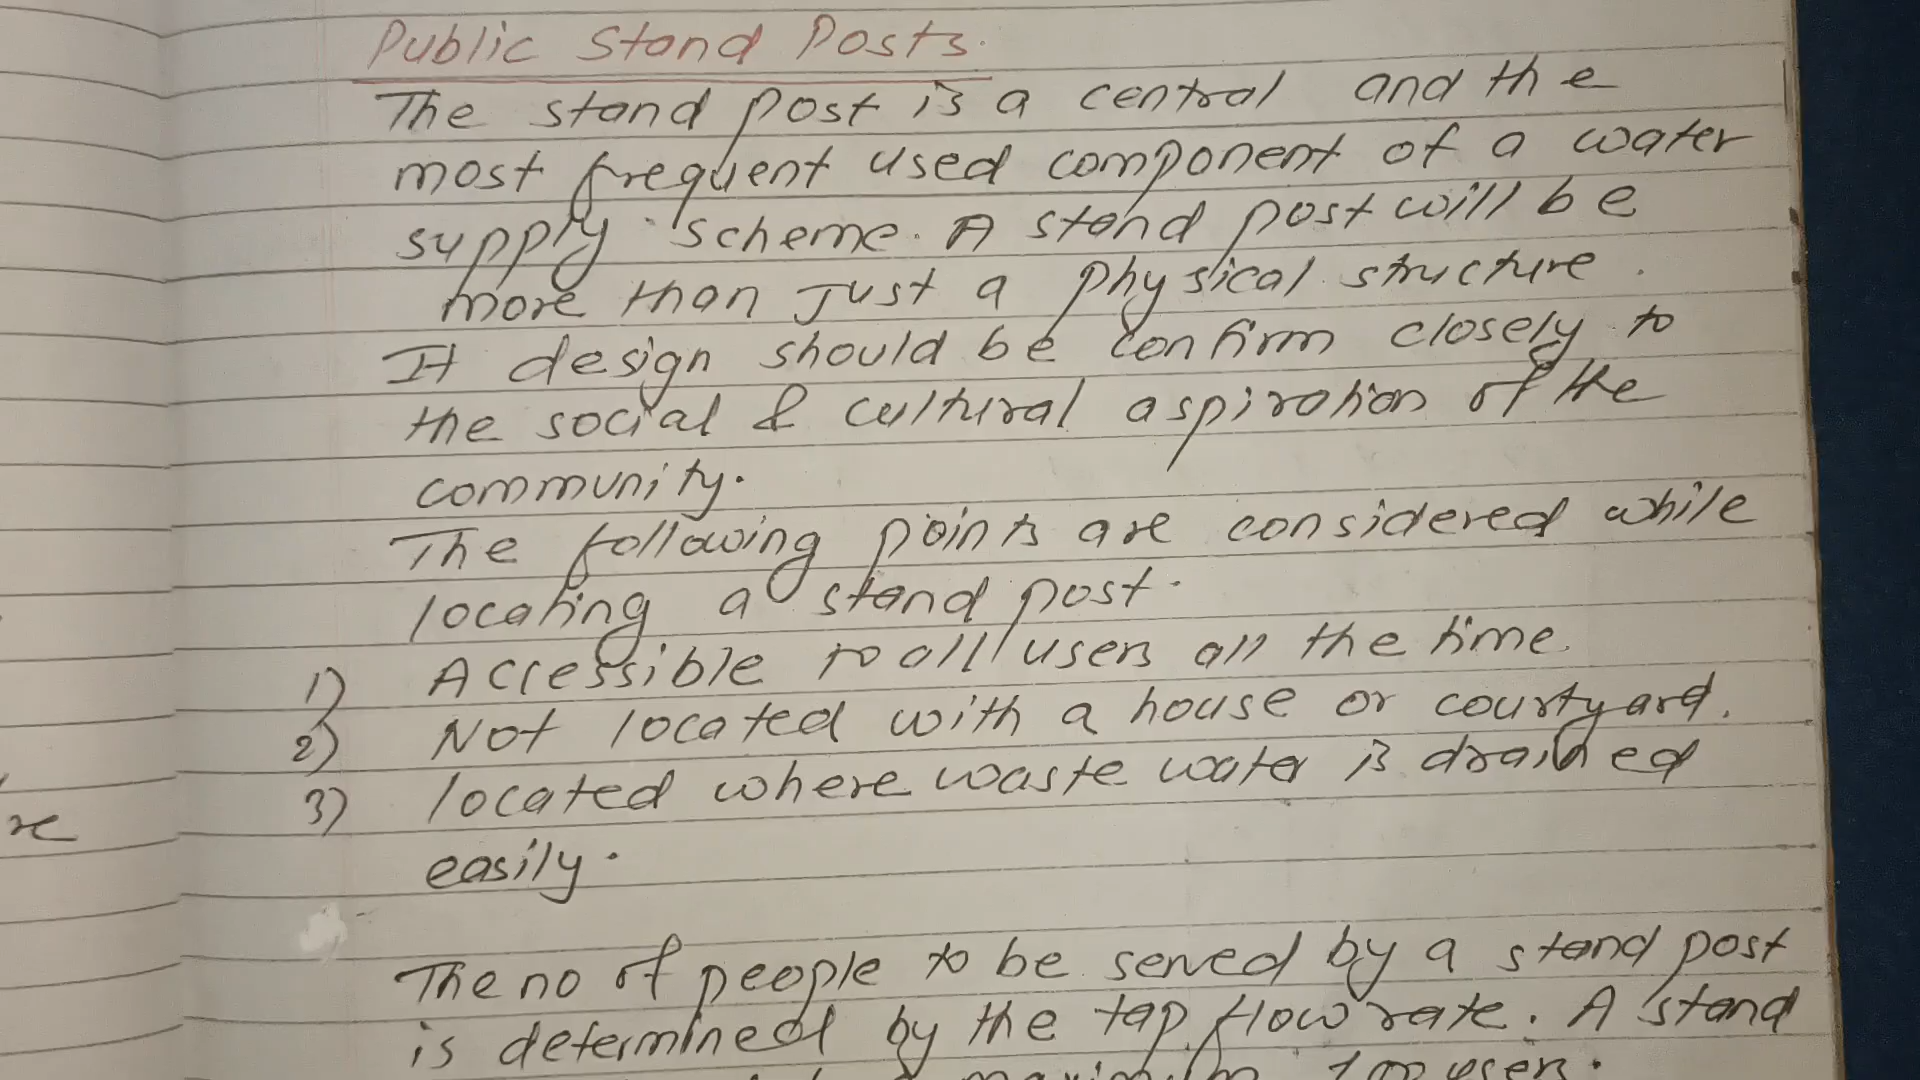 Public Stand Posts.
The stand post is a central and the
most frequent used component of a water
supply scheme. A stand post will be
more than Just a physical structure.
It design should be confirm closely to
the social & cultural aspiration of the
community.
The following points are considered while
locating a stand post.
1) Accessible to all users all the time.
2) Not located with a house or courtyard.
3) located where waste water is drained
easily.
re
The no of people to be served by a stand post
is determined by the tap flow rate. A stand
maximum 100 users.